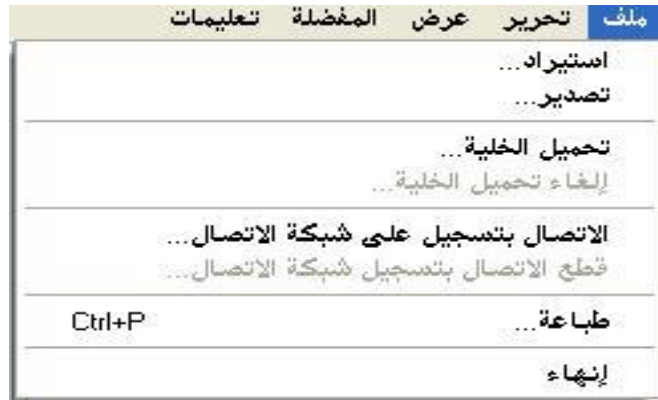 ملف تحرير عرض المفضلة تعليمات
استيراد...
تصدير...
تحميل الخلية...
إلغاء تحميل الخلية...
الاتصال بتسجيل على شبكة الاتصال...
قطع الاتصال بتسجيل شبكة الاتصال...
طباعة... Ctrl+P
إنهاء